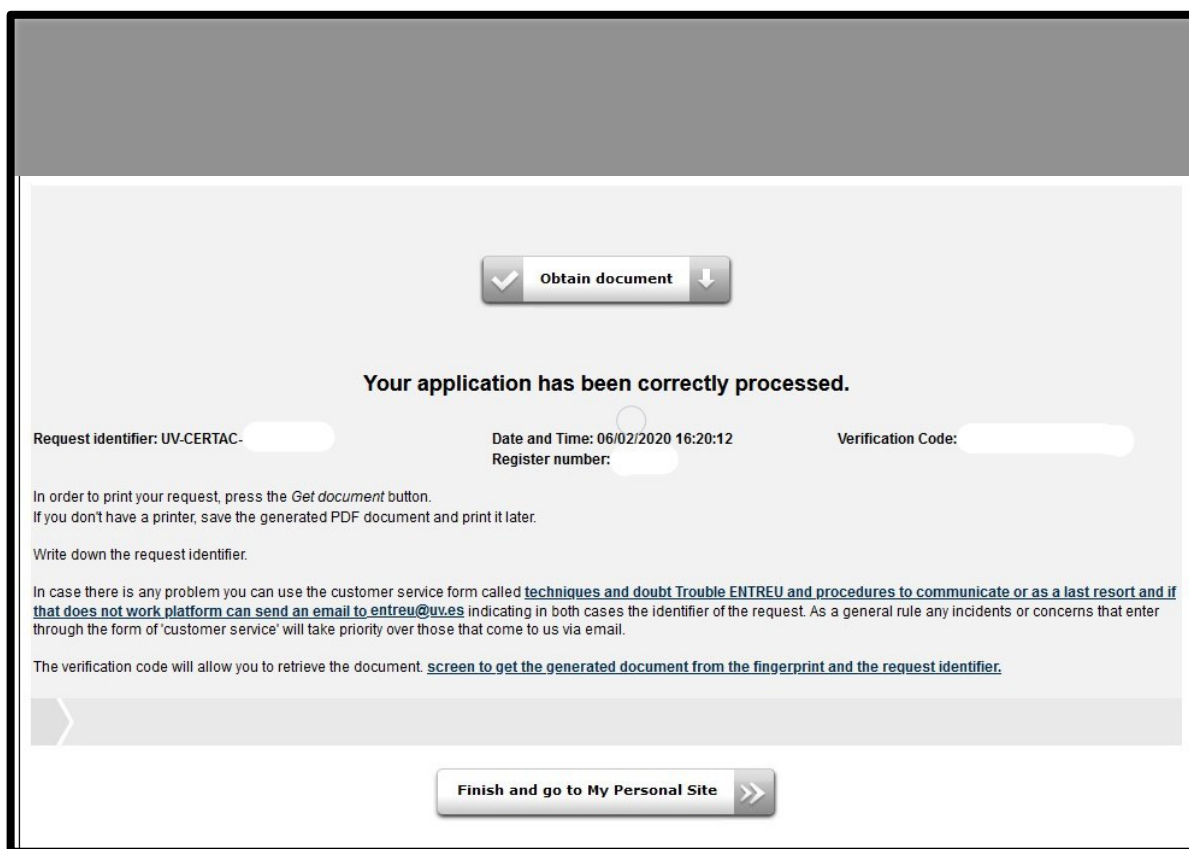 Obtain document
Your application has been correctly processed.
Request identifier: UV-CERTAC-
Date and Time: 06/02/2020 16:20:12
Verification Code:
Register number:
In order to print your request, press the Get document button.
If you don't have a printer, save the generated PDF document and print it later.
Write down the request identifier.
In case there is any problem you can use the customer service form called techniques and doubt Trouble ENTREU and procedures to communicate or as a last resort and if
that does not work platform can send an email to entreu@uv.es indicating in both cases the identifier of the request. As a general rule any incidents or concerns that enter
through the form of 'customer service' will take priority over those that come to us via email.
The verification code will allow you to retrieve the document. screen to get the generated document from the fingerprint and the request identifier.
Finish and go to My Personal Site